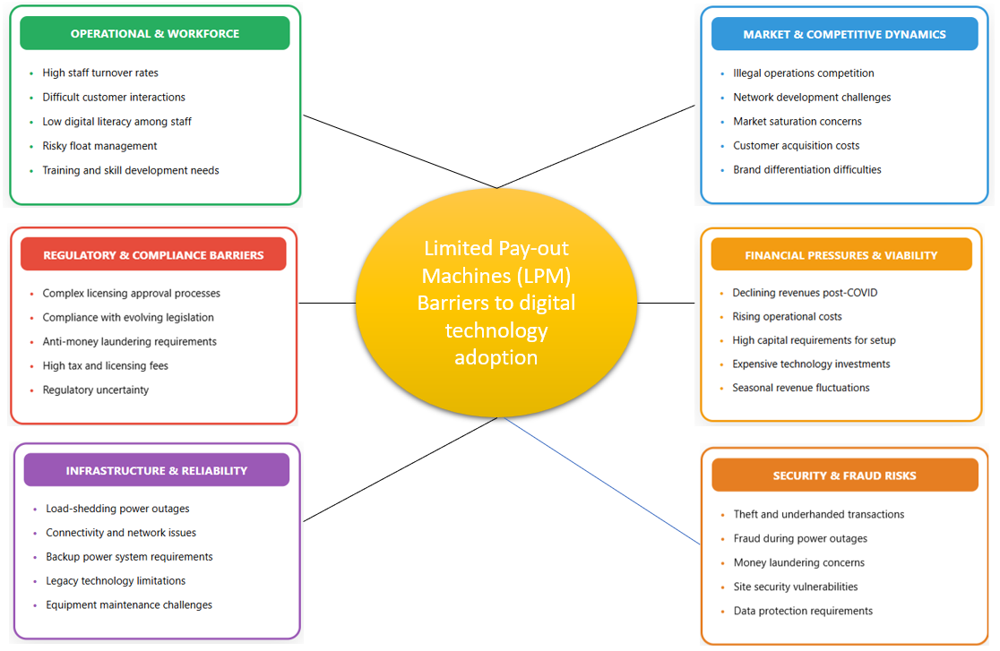 OPERATIONAL & WORKFORCE
• High staff turnover rates
• Difficult customer interactions
• Low digital literacy among staff
• Risky float management
• Training and skill development needs
MARKET & COMPETITIVE DYNAMICS
• Illegal operations competition
• Network development challenges
• Market saturation concerns
• Customer acquisition costs
• Brand differentiation difficulties
Limited Pay-out
Machines (LPM)
Barriers to digital
technology
adoption
REGULATORY & COMPLIANCE BARRIERS
• Complex licensing approval processes
• Compliance with evolving legislation
• Anti-money laundering requirements
• High tax and licensing fees
• Regulatory uncertainty
FINANCIAL PRESSURES & VIABILITY
• Declining revenues post-COVID
• Rising operational costs
• High capital requirements for setup
• Expensive technology investments
• Seasonal revenue fluctuations
INFRASTRUCTURE & RELIABILITY
• Load-shedding power outages
• Connectivity and network issues
• Backup power system requirements
• Legacy technology limitations
• Equipment maintenance challenges
SECURITY & FRAUD RISKS
• Theft and underhanded transactions
• Fraud during power outages
• Money laundering concerns
• Site security vulnerabilities
• Data protection requirements